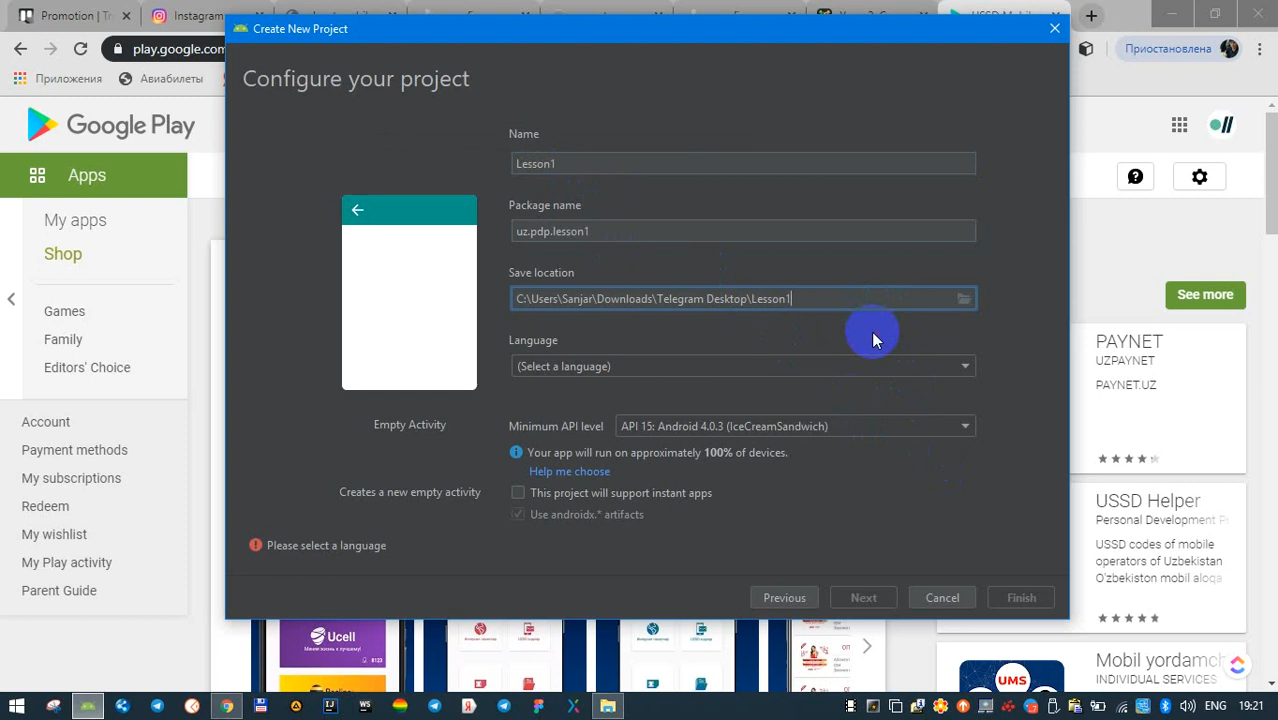 Portition | T
Instagram
USSD Mobil
Create New Project
play.google.com
Приостановлена
Приложения
Авиабилеты
Configure your project
Google Play
Apps
My apps
Shop
Games
Family
Editors' Choice
Account
Payment methods
My subscriptions
Redeem
My wishlist
My Play activity
Parent Guide
Name
Lesson1
Package name
uz.pdp.lesson1
Save location
C:\Users\Sanjar\Downloads\Telegram Desktop\Lesson1
Language
(Select a language)
Minimum API level
API 15: Android 4.0.3 (IceCreamSandwich)
Your app will run on approximately 100% of devices.
Help me choose
This project will support instant apps
Use androidx.* artifacts
Empty Activity
Creates a new empty activity
Please select a language
Previous
Next
Cancel
Finish
See more
PAYNET
UZPAYNET
PAYNET.UZ
USSD Helper
Personal Development
USSD codes of mobile
operators of Uzbekistan
O'zbekiston mobil aloqa
Mobil yordamch
INDIVIDUAL SERVICES
UMS
Ucell
8123
ENG
19:21